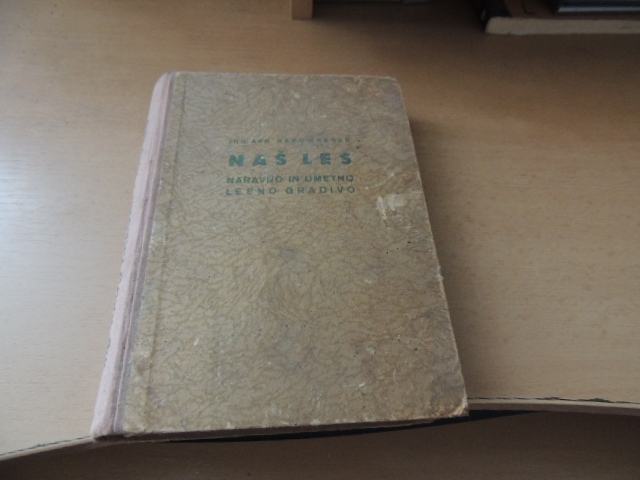 NAŠ LES
NARAVNO IN UMETNO
LESNO GRADIVO